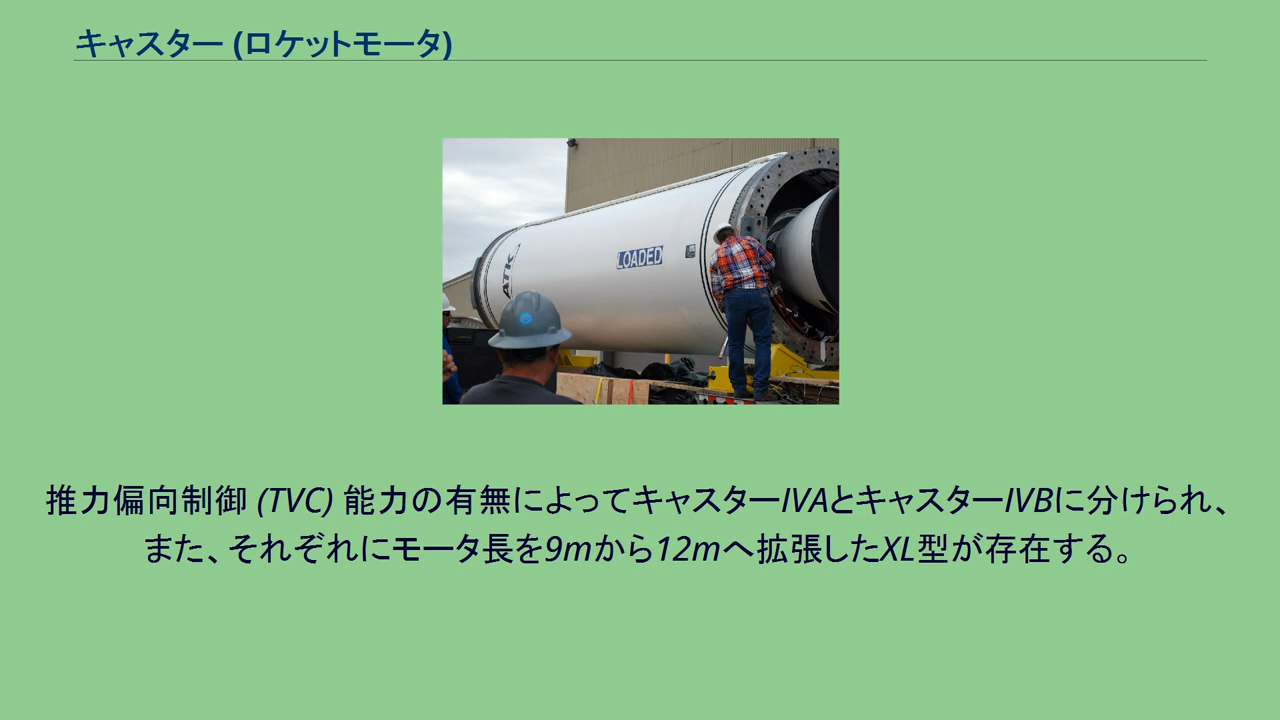 キャスター (ロケットモータ)
ATK
LOADED
推力偏向制御 (TVC) 能力の有無によってキャスターIVAとキャスターIVBに分けられ、
また、それぞれにモータ長を9mから12mへ拡張したXL型が存在する。